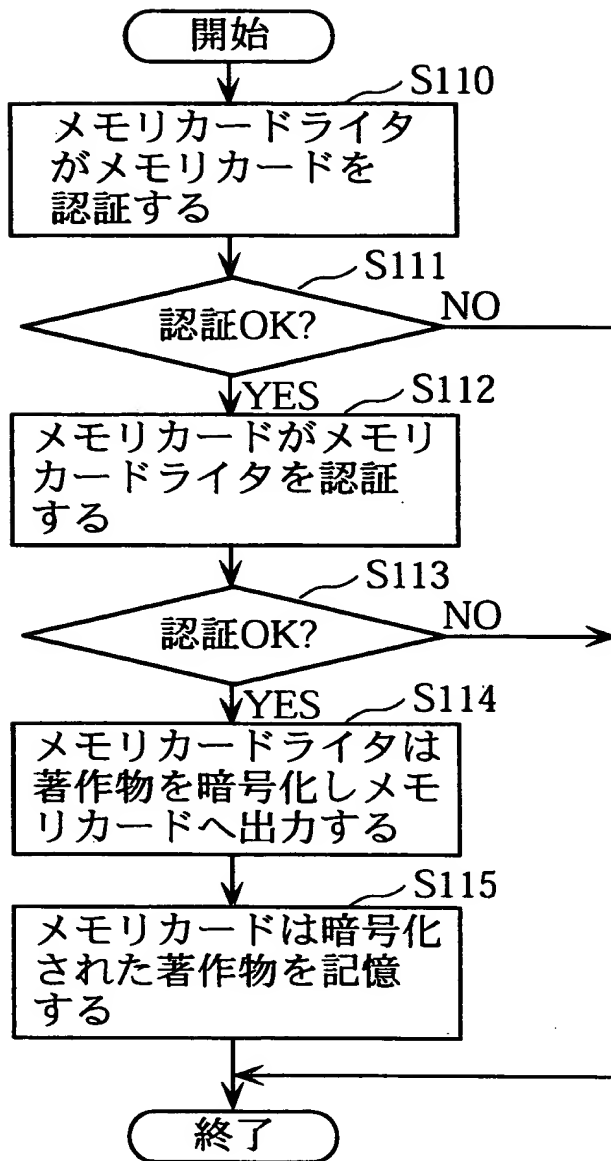 開始
S110
メモリカードライタ
がメモリカードを
認証する
S111
認証OK?
NO
YES
S112
メモリカードがメモリ
カードライタを認証
する
S113
認証OK?
NO
YES
S114
メモリカードライタは
著作物を暗号化しメモ
リカードへ出力する
S115
メモリカードは暗号化
された著作物を記憶
する
終了